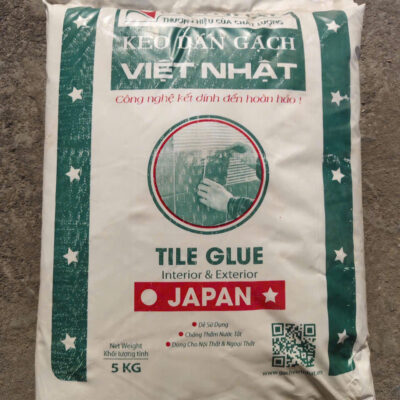 THƯƠNG HIỆU CỦA CHẤT LƯỢNG
KEO DÁN GẠCH
VIỆT NHẬT
Công nghệ kết dính đến hoàn hảo !
TILE GLUE
Interior & Exterior
JAPAN
Dễ Sử Dụng
Chống Thấm Nước Tốt
Dùng Cho Nội Thất & Ngoại Thất
Net Weight
Khối lượng tịnh
5 KG